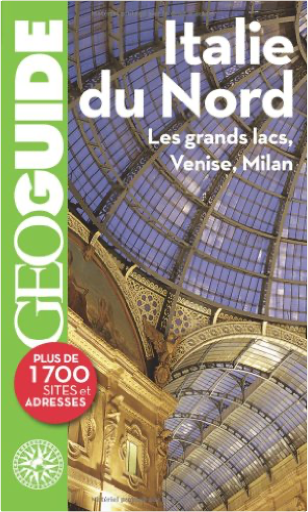 GEOGUIDE
Italie
du Nord
Les grands lacs,
Venise, Milan
PLUS DE
1700
SITES et
ADRESSES